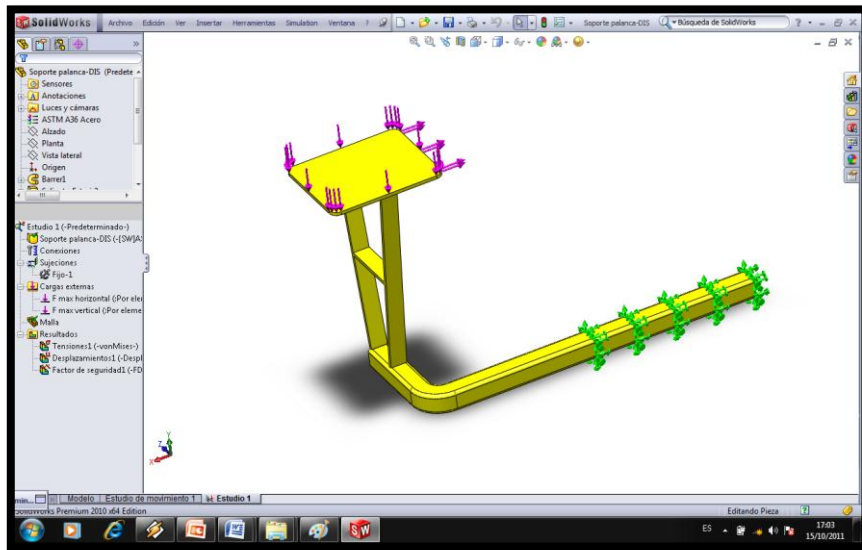 SolidWorks Archivo Edición Ver Insertar Herramientas Simulation Ventana ? Soporte palanca-DIS Búsqueda de SolidWorks ?
Soporte palanca-DIS (Predete
Sensores
Anotaciones
Luces y cámaras
ASTM A36 Acero
Alzado
Planta
Vista lateral
Origen
Barrer1
Estudio 1 (-Predeterminado-)
Soporte palanca-DIS (-[SW]A
Conexiones
Sujeciones
Fijo-1
Cargas externas
F max horizontal (:Por ele
F max vertical (:Por eleme
Malla
Resultados
Tensiones1 (-vonMises-)
Desplazamientos1 (-Despl
Factor de seguridad1 (-FD
Y
Z
X
min... Modelo Estudio de movimiento 1 Estudio 1
SolidWorks Premium 2010 x64 Edition Editando Pieza
ES 17:03
15/10/2011